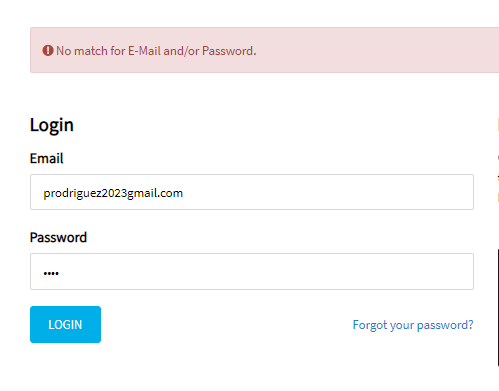 No match for E-Mail and/or Password.
Login
Email
prodriguez2023gmail.com
Password
••••
LOGIN Forgot your password?